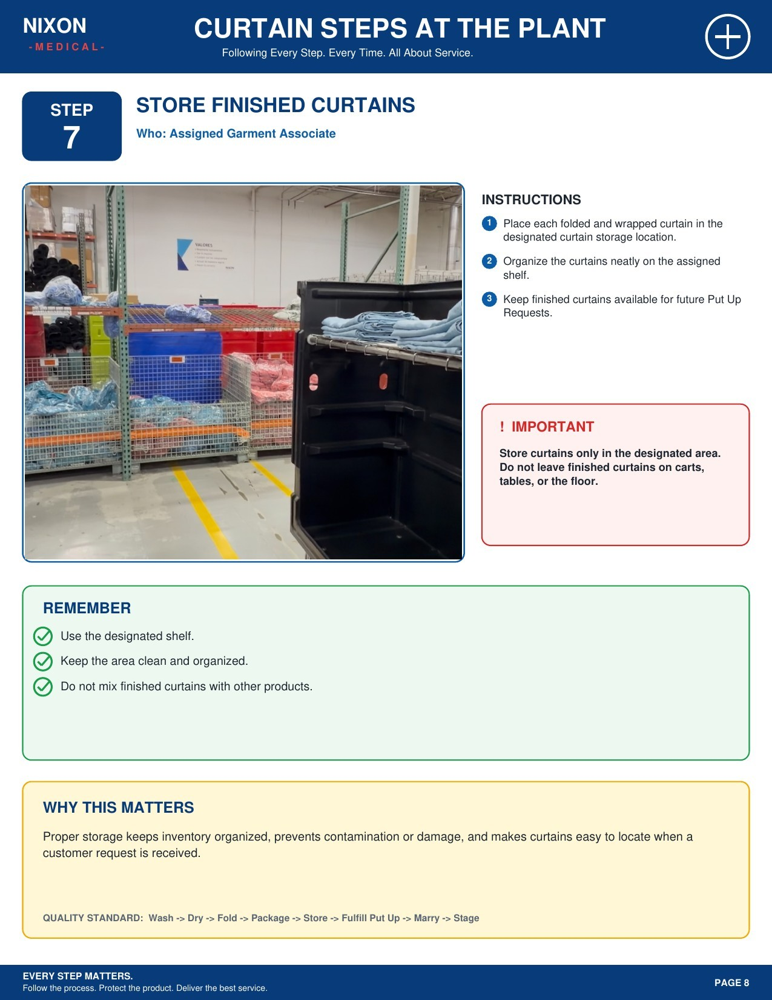 NIXON
-MEDICAL-
CURTAIN STEPS AT THE PLANT
Following Every Step. Every Time. All About Service.
STEP
7
STORE FINISHED CURTAINS
Who: Assigned Garment Associate
VALORES
INSTRUCTIONS
1 Place each folded and wrapped curtain in the
designated curtain storage location.
2 Organize the curtains neatly on the assigned
shelf.
3 Keep finished curtains available for future Put Up
Requests.
! IMPORTANT
Store curtains only in the designated area.
Do not leave finished curtains on carts,
tables, or the floor.
REMEMBER
Use the designated shelf.
Keep the area clean and organized.
Do not mix finished curtains with other products.
WHY THIS MATTERS
Proper storage keeps inventory organized, prevents contamination or damage, and makes curtains easy to locate when a
customer request is received.
QUALITY STANDARD: Wash -> Dry -> Fold -> Package -> Store -> Fulfill Put Up -> Marry -> Stage
EVERY STEP MATTERS.
Follow the process. Protect the product. Deliver the best service.
PAGE 8